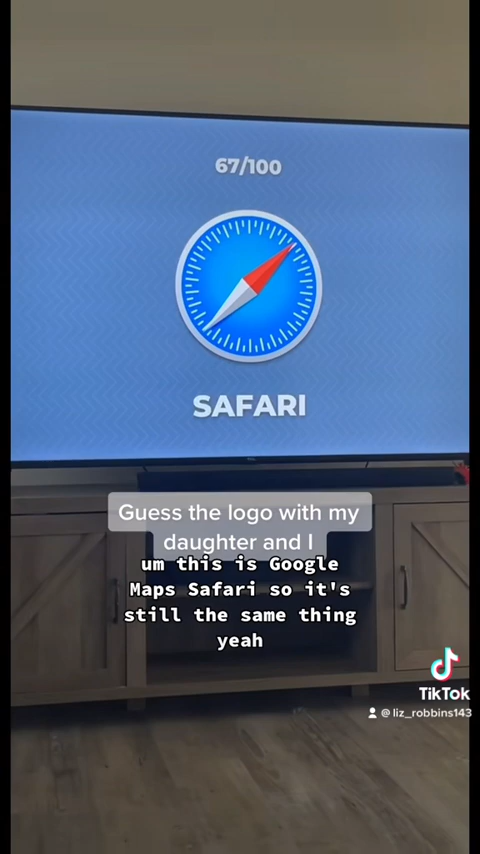 67/100
SAFARI
Guess the logo with my
daughter and I
um this is Google
Maps Safari so it's
still the same thing
yeah
TikTok
@liz_robbins143